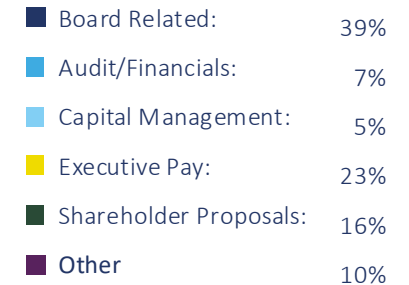 Board Related: 39%
Audit/Financials: 7%
Capital Management: 5%
Executive Pay: 23%
Shareholder Proposals: 16%
Other 10%